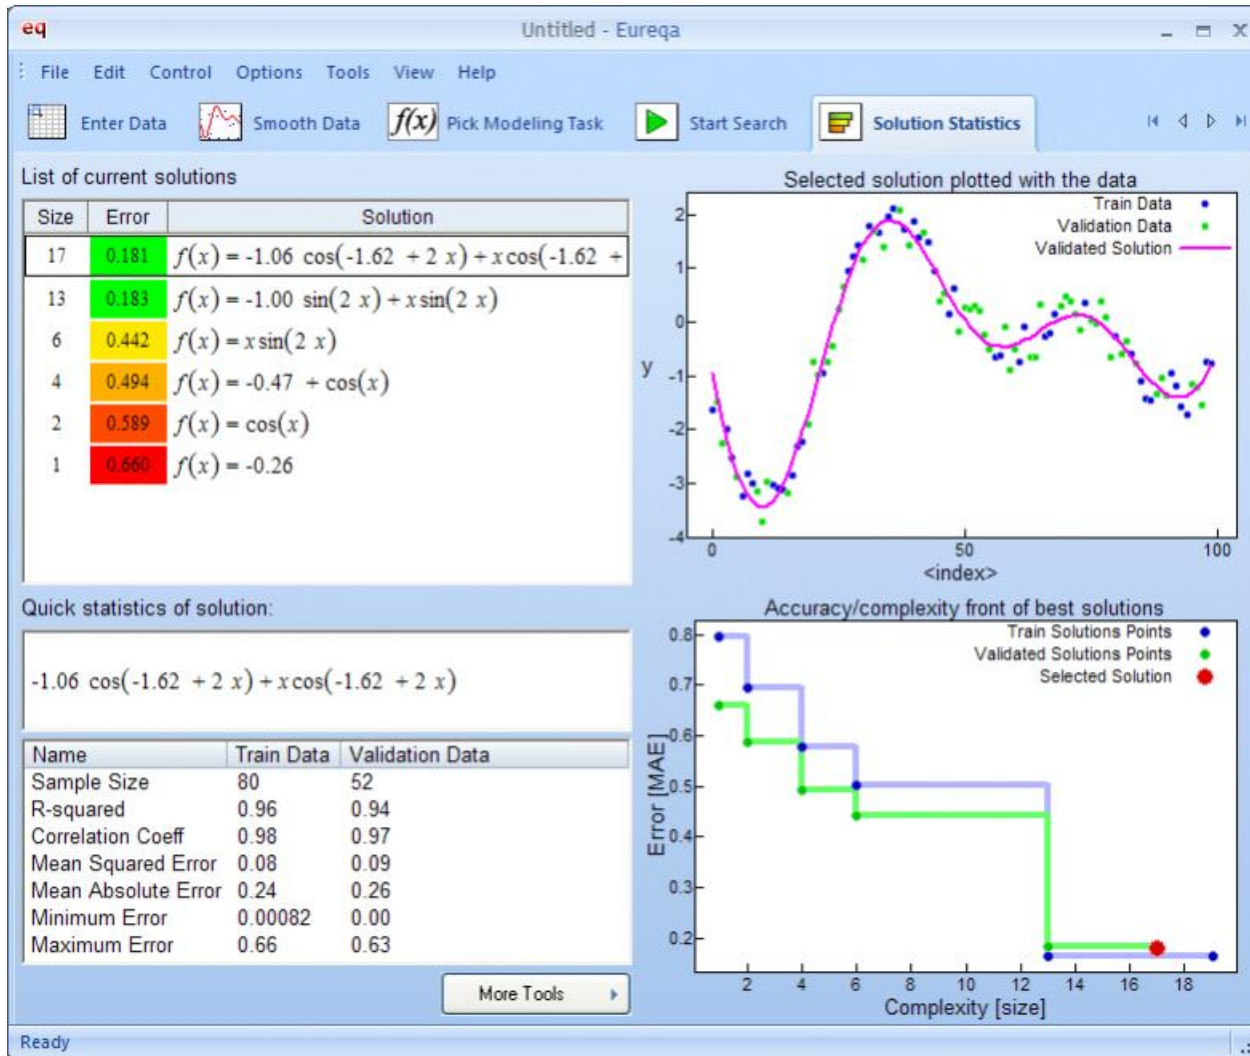 eq Untitled - Eureqa
File Edit Control Options Tools View Help
Enter Data Smooth Data f(x) Pick Modeling Task Start Search Solution Statistics
List of current solutions
Size Error Solution
17 0.181 f(x) = -1.06 cos(-1.62 + 2 x) + x cos(-1.62 +
13 0.183 f(x) = -1.00 sin(2 x) + x sin(2 x)
6 0.442 f(x) = x sin(2 x)
4 0.494 f(x) = -0.47 + cos(x)
2 0.589 f(x) = cos(x)
1 0.660 f(x) = -0.26
Selected solution plotted with the data
Train Data
Validation Data
Validated Solution
2
1
0
-1
-2
-3
-4
y
0 50 100
<index>
Quick statistics of solution:
-1.06 cos(-1.62 + 2 x) + x cos(-1.62 + 2 x)
Name Train Data Validation Data
Sample Size 80 52
R-squared 0.96 0.94
Correlation Coeff 0.98 0.97
Mean Squared Error 0.08 0.09
Mean Absolute Error 0.24 0.26
Minimum Error 0.00082 0.00
Maximum Error 0.66 0.63
More Tools
Accuracy/complexity front of best solutions
Train Solutions Points
Validated Solutions Points
Selected Solution
0.8
0.7
0.6
0.5
0.4
0.3
0.2
Error [MAE]
2 4 6 8 10 12 14 16 18
Complexity [size]
Ready